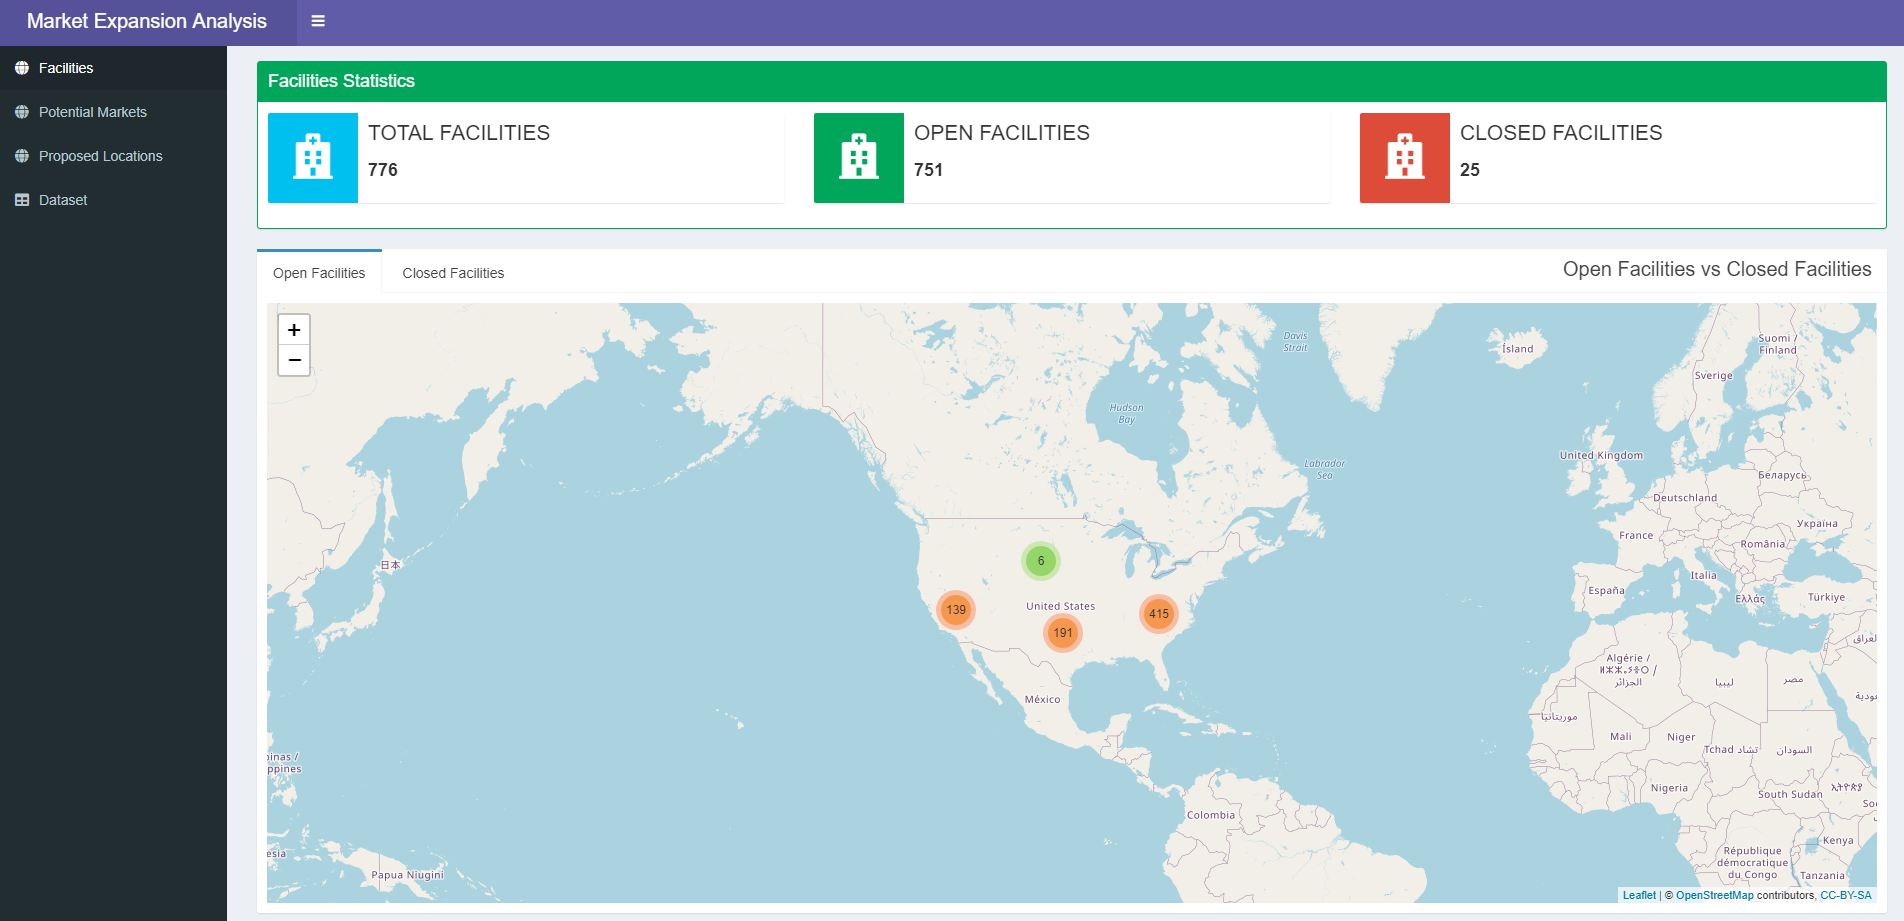 Market Expansion Analysis
Facilities
Potential Markets
Proposed Locations
Dataset
Facilities Statistics
TOTAL FACILITIES
776
OPEN FACILITIES
751
CLOSED FACILITIES
25
Open Facilities
Closed Facilities
Open Facilities vs Closed Facilities
+
−
Davis
Strait
Ísland
Suomi /
Finland
Sverige
Hudson
Bay
Labrador
Sea
United Kingdom
Беларусь
Deutschland
Україна
France
România
日本
6
Italia
España
Ελλάς
Türkiye
139
United States
415
191
Algérie /
الجزائر
ليبيا
مصر
México
موريتانيا
Mali
Niger
Tchad تشاد
السودان
Nigeria
South Sudan
ኢትዮጵያ
Colombia
Kenya
République
démocratique
du Congo
Tanzania
Papua Niugini
Leaflet | © OpenStreetMap contributors, CC-BY-SA